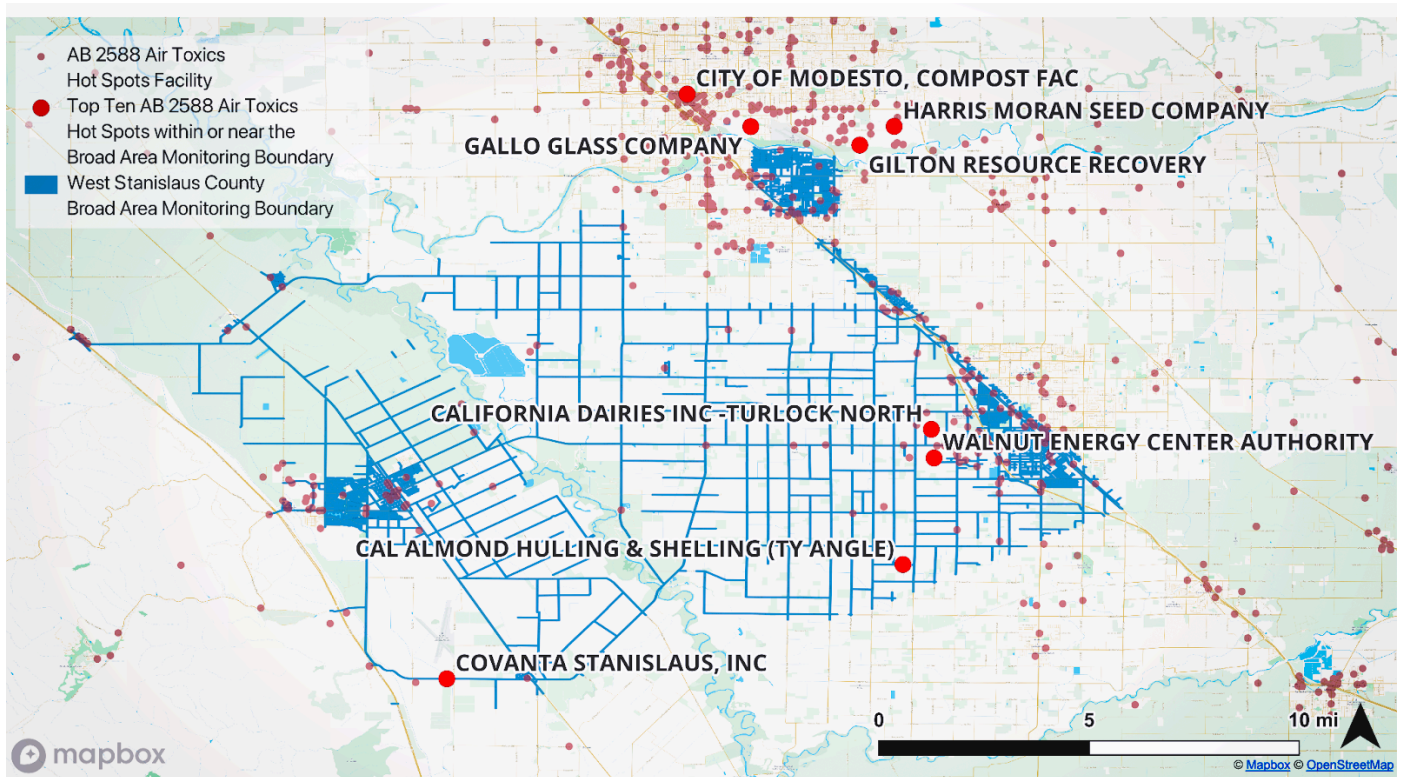 AB 2588 Air Toxics
Hot Spots Facility
Top Ten AB 2588 Air Toxics
Hot Spots within or near the
Broad Area Monitoring Boundary
West Stanislaus County
Broad Area Monitoring Boundary
CITY OF MODESTO, COMPOST FAC
HARRIS MORAN SEED COMPANY
GALLO GLASS COMPANY
GILTON RESOURCE RECOVERY
CALIFORNIA DAIRIES INC -TURLOCK NORTH
WALNUT ENERGY CENTER AUTHORITY
CAL ALMOND HULLING & SHELLING (TY ANGLE)
COVANTA STANISLAUS, INC
0 5 10 mi
mapbox
© Mapbox © OpenStreetMap